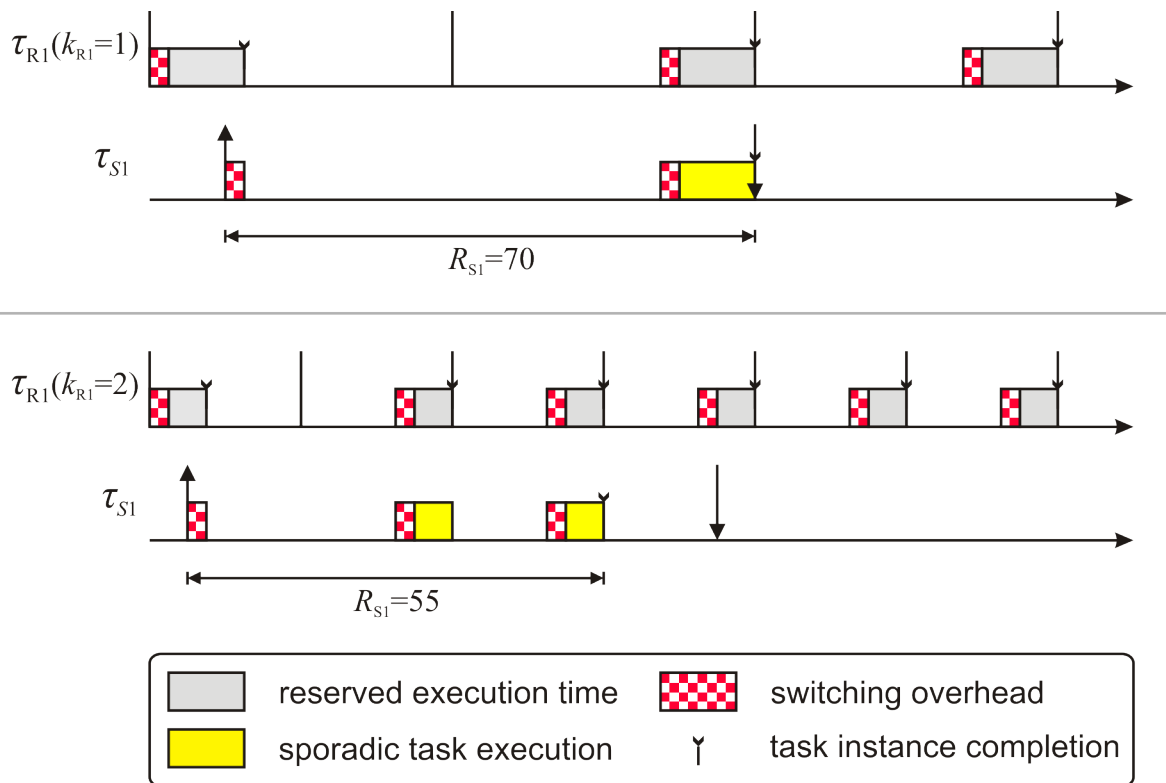 τR1(kR1=1)
τS1
RS1=70
τR1(kR1=2)
τS1
RS1=55
reserved execution time
switching overhead
sporadic task execution
task instance completion